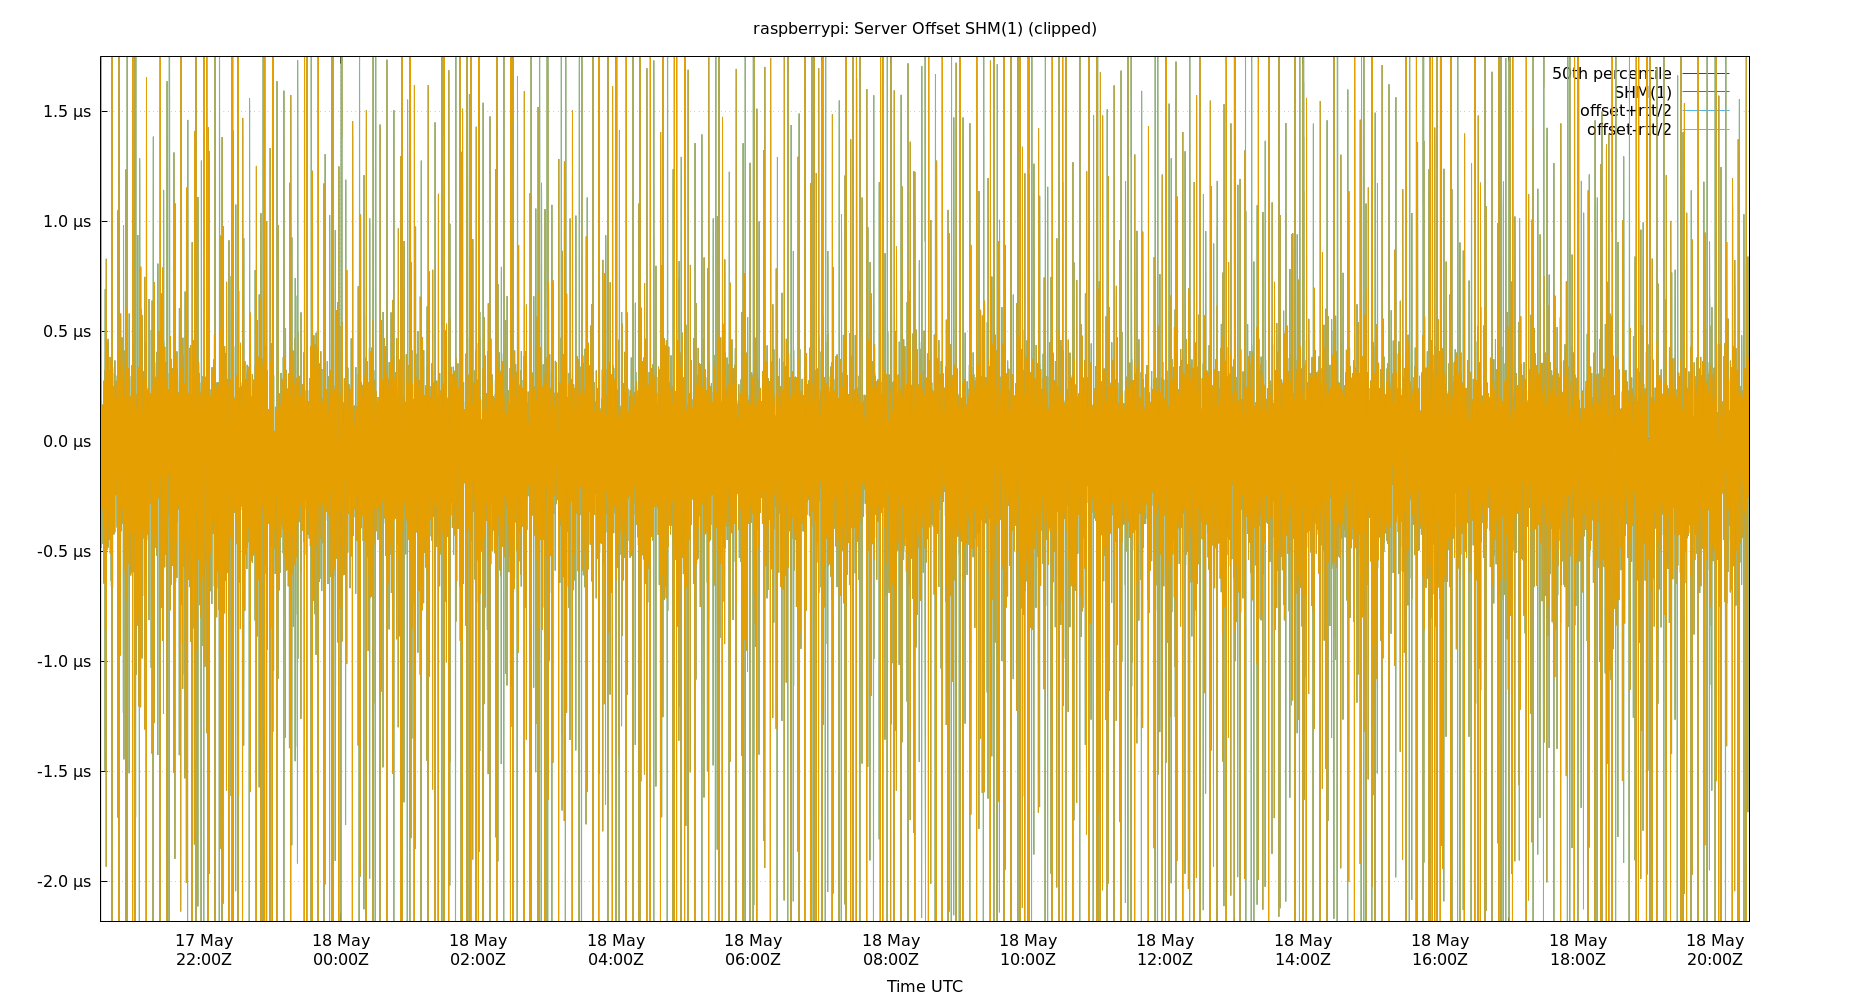 raspberrypi: Server Offset SHM(1) (clipped)
50th percentile
SHM(1)
offset+rtt/2
offset-rtt/2
1.5 µs
1.0 µs
0.5 µs
0.0 µs
-0.5 µs
-1.0 µs
-1.5 µs
-2.0 µs
17 May 18 May 18 May 18 May 18 May 18 May 18 May 18 May 18 May 18 May 18 May 18 May
22:00Z 00:00Z 02:00Z 04:00Z 06:00Z 08:00Z 10:00Z 12:00Z 14:00Z 16:00Z 18:00Z 20:00Z
Time UTC